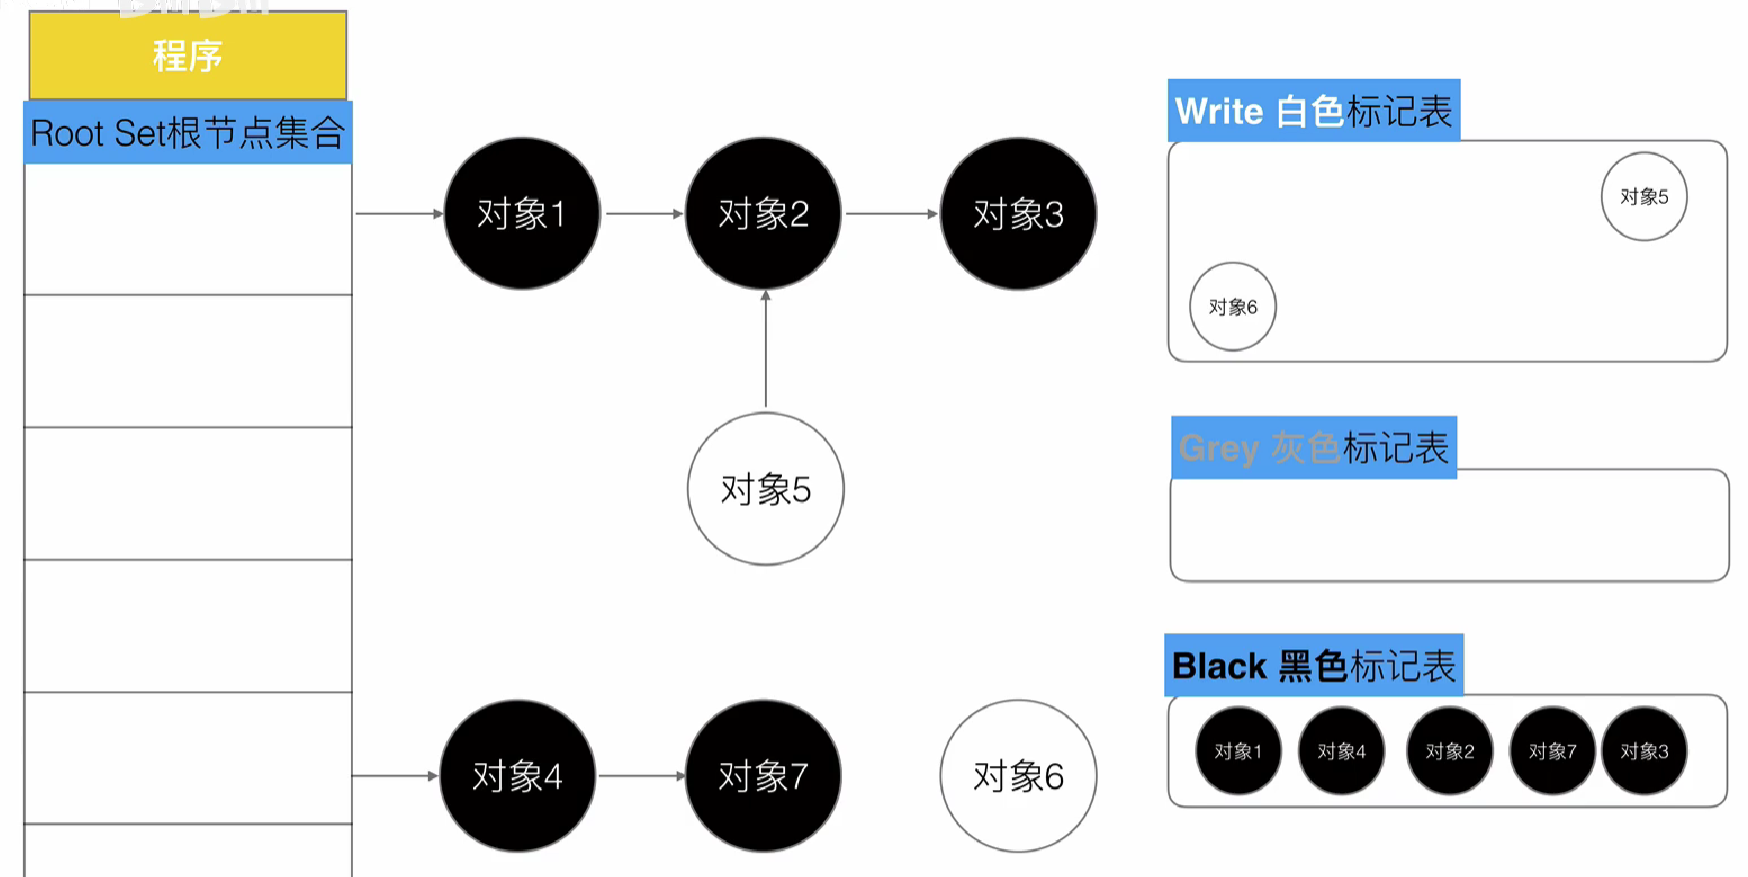 程序
Root Set根节点集合
对象1
对象2
对象3
对象5
对象4
对象7
对象6
Write 白色标记表
对象5
对象6
Grey 灰色标记表
Black 黑色标记表
对象1
对象4
对象2
对象7
对象3